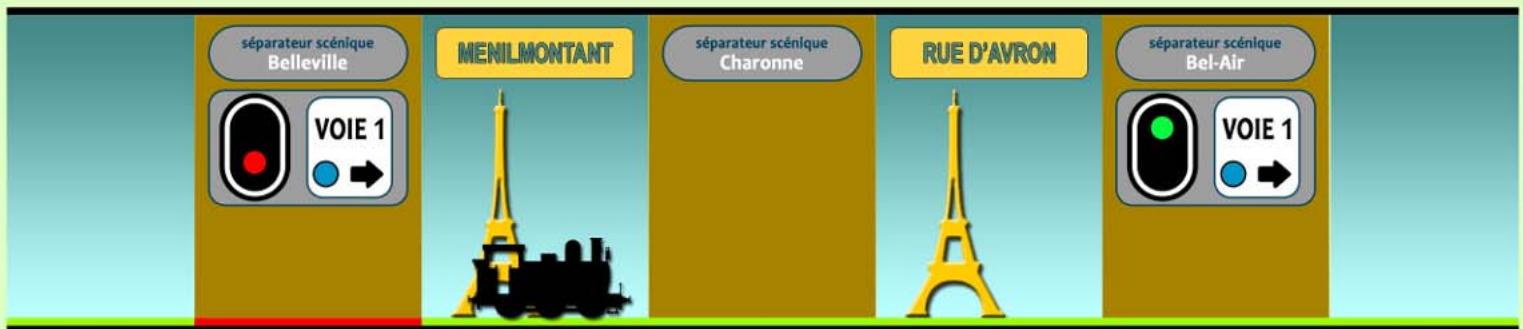 séparateur scénique
Belleville
VOIE 1
MENILMONTANT
séparateur scénique
Charonne
RUE D'AVRON
séparateur scénique
Bel-Air
VOIE 1